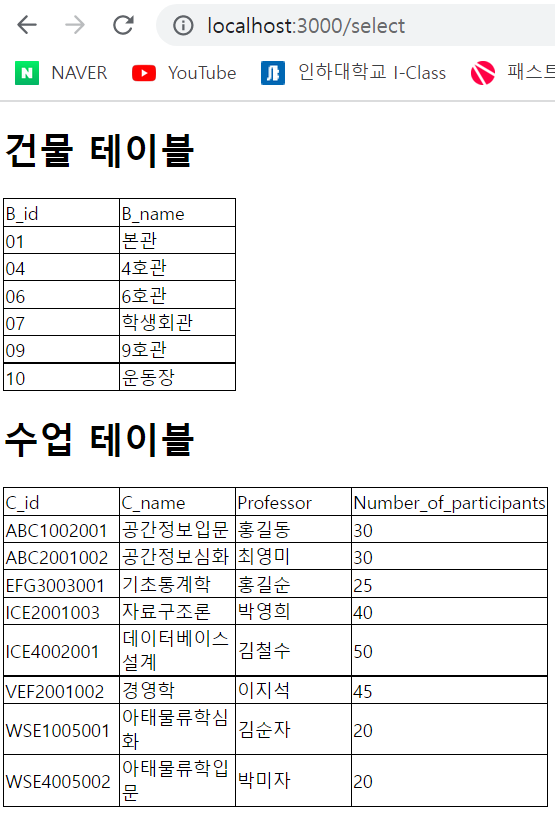 localhost:3000/select
NAVER YouTube 인하대학교 I-Class 패스트
건물 테이블
B_id B_name
01 본관
04 4호관
06 6호관
07 학생회관
09 9호관
10 운동장
수업 테이블
C_id C_name Professor Number_of_participants
ABC1002001 공간정보입문 홍길동 30
ABC2001002 공간정보심화 최영미 30
EFG3003001 기초통계학 홍길순 25
ICE2001003 자료구조론 박영희 40
ICE4002001 데이터베이스
설계 김철수 50
VEF2001002 경영학 이지석 45
WSE1005001 아태물류학심
화 김순자 20
WSE4005002 아태물류학입
문 박미자 20